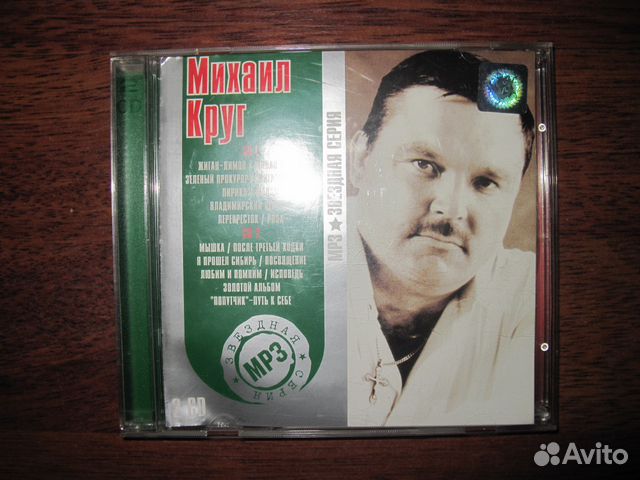 Михаил
Круг
ЖИГАН-ЛИМОН /
ЗЕЛЕНЫЙ ПРОКУРОР /
ВЛАДИМИРСКИЙ
ПЕРЕКРЕСТОК / РОЗА
CD 2
МЫШКА / ПОСЛЕ ТРЕТЬЕЙ ХОДКИ
Я ПРОШЕЛ СИБИРЬ / ПОСВЯЩЕНИЕ
ЛЮБИМ И ПОМНИМ / ИСПОВЕДЬ
ЗОЛОТОЙ АЛЬБОМ
"ПОПУТЧИК"-ПУТЬ К СЕБЕ
ЗВЕЗДНАЯ
MP3
СЕРИЯ
2 CD
MP3 ★ ЗВЕЗДНАЯ СЕРИЯ
CD
Avito